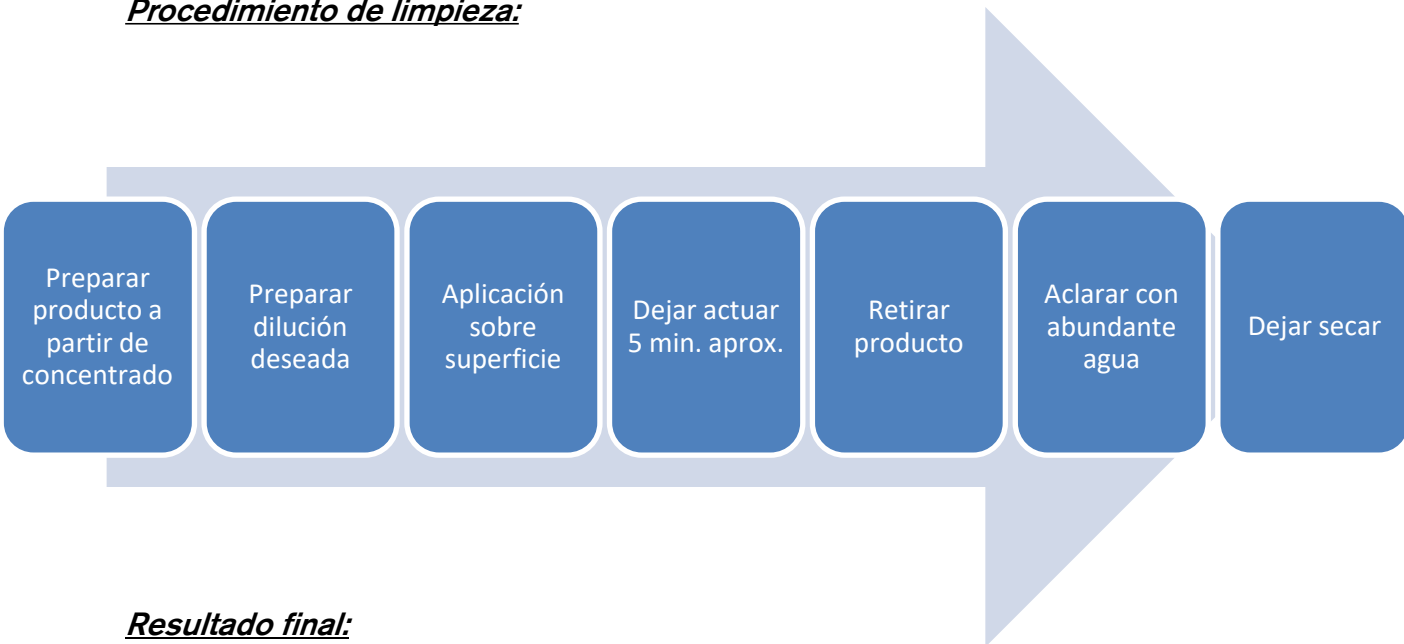 Procedimiento de limpieza:
Preparar
producto a
partir de
concentrado
Preparar
dilución
deseada
Aplicación
sobre
superficie
Dejar actuar
5 min. aprox.
Retirar
producto
Aclarar con
abundante
agua
Dejar secar
Resultado final: